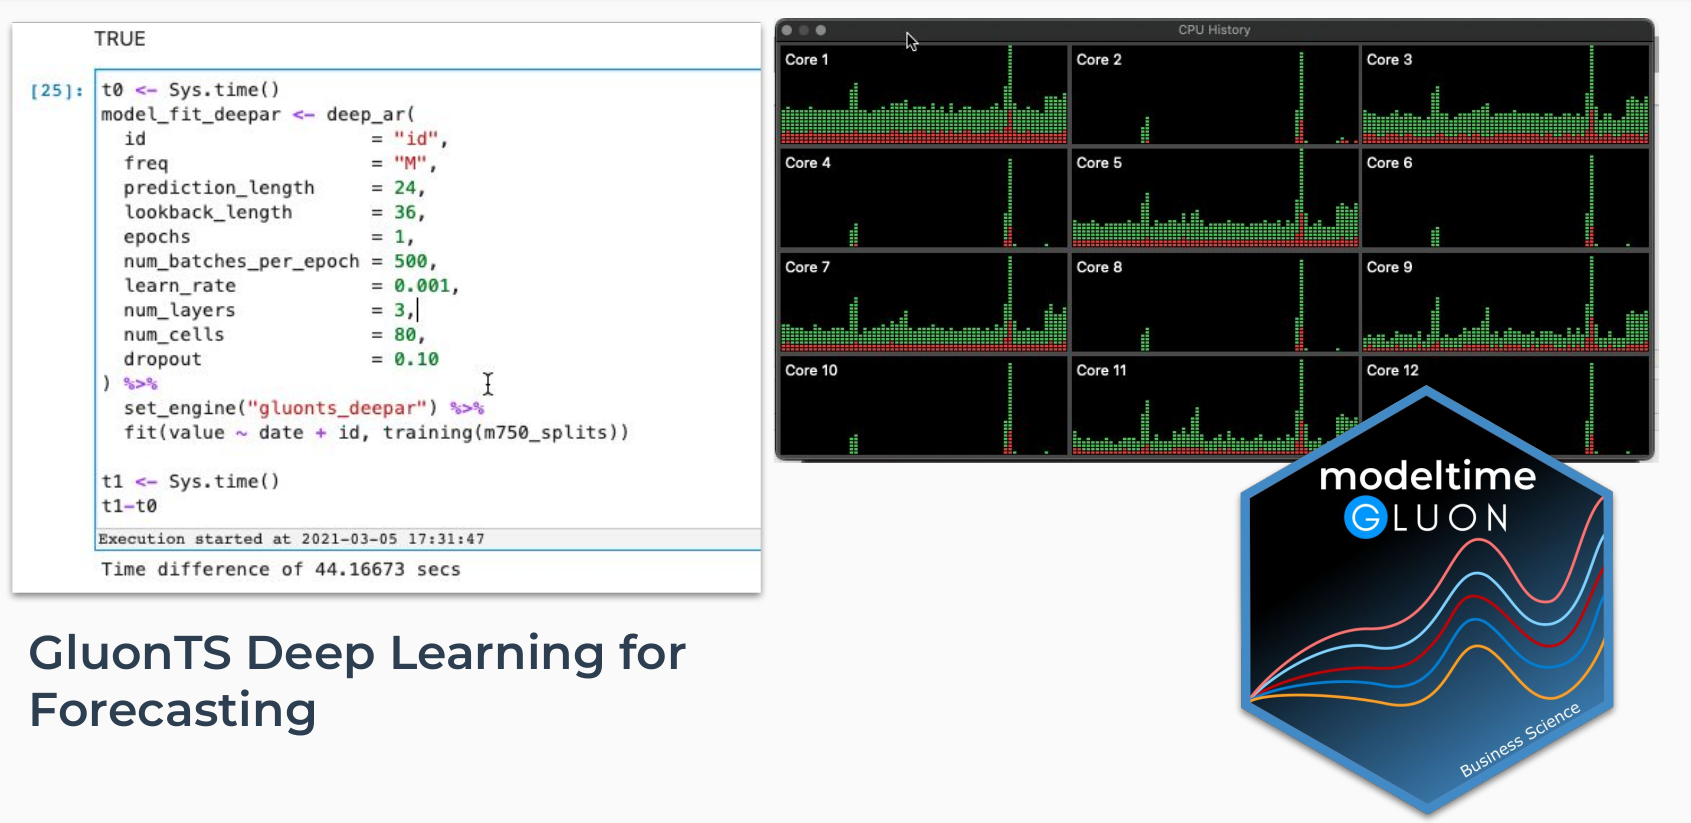 TRUE
[25]:
t0 <- Sys.time()
model_fit_deepar <- deep_ar(
  id                    = "id",
  freq                  = "M",
  prediction_length     = 24,
  lookback_length       = 36,
  epochs                = 1,
  num_batches_per_epoch = 500,
  learn_rate            = 0.001,
  num_layers            = 3,
  num_cells             = 80,
  dropout               = 0.10
) %>%
  set_engine("gluonts_deepar") %>%
  fit(value ~ date + id, training(m750_splits))
t1 <- Sys.time()
t1-t0
Execution started at 2021-03-05 17:31:47
Time difference of 44.16673 secs
CPU History
Core 1
Core 2
Core 3
Core 4
Core 5
Core 6
Core 7
Core 8
Core 9
Core 10
Core 11
Core 12
modeltime
GLUON
Business Science
GluonTS Deep Learning for
Forecasting